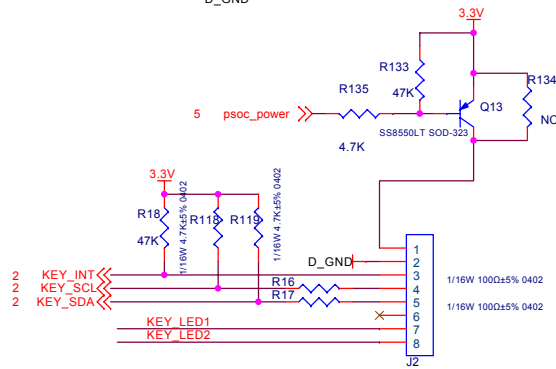 D_GND
3.3V
R133
47K
R134
NC
R135
4.7K
5 psoc_power
Q13
SS8550LT SOD-323
3.3V
R18
47K
R118
1/16W 4.7K±5% 0402
R119
1/16W 4.7K±5% 0402
D_GND
2 KEY_INT
2 KEY_SCL
2 KEY_SDA
R16
R17
1/16W 100Ω±5% 0402
1/16W 100Ω±5% 0402
KEY_LED1
KEY_LED2
1
2
3
4
5
6
7
8
J2